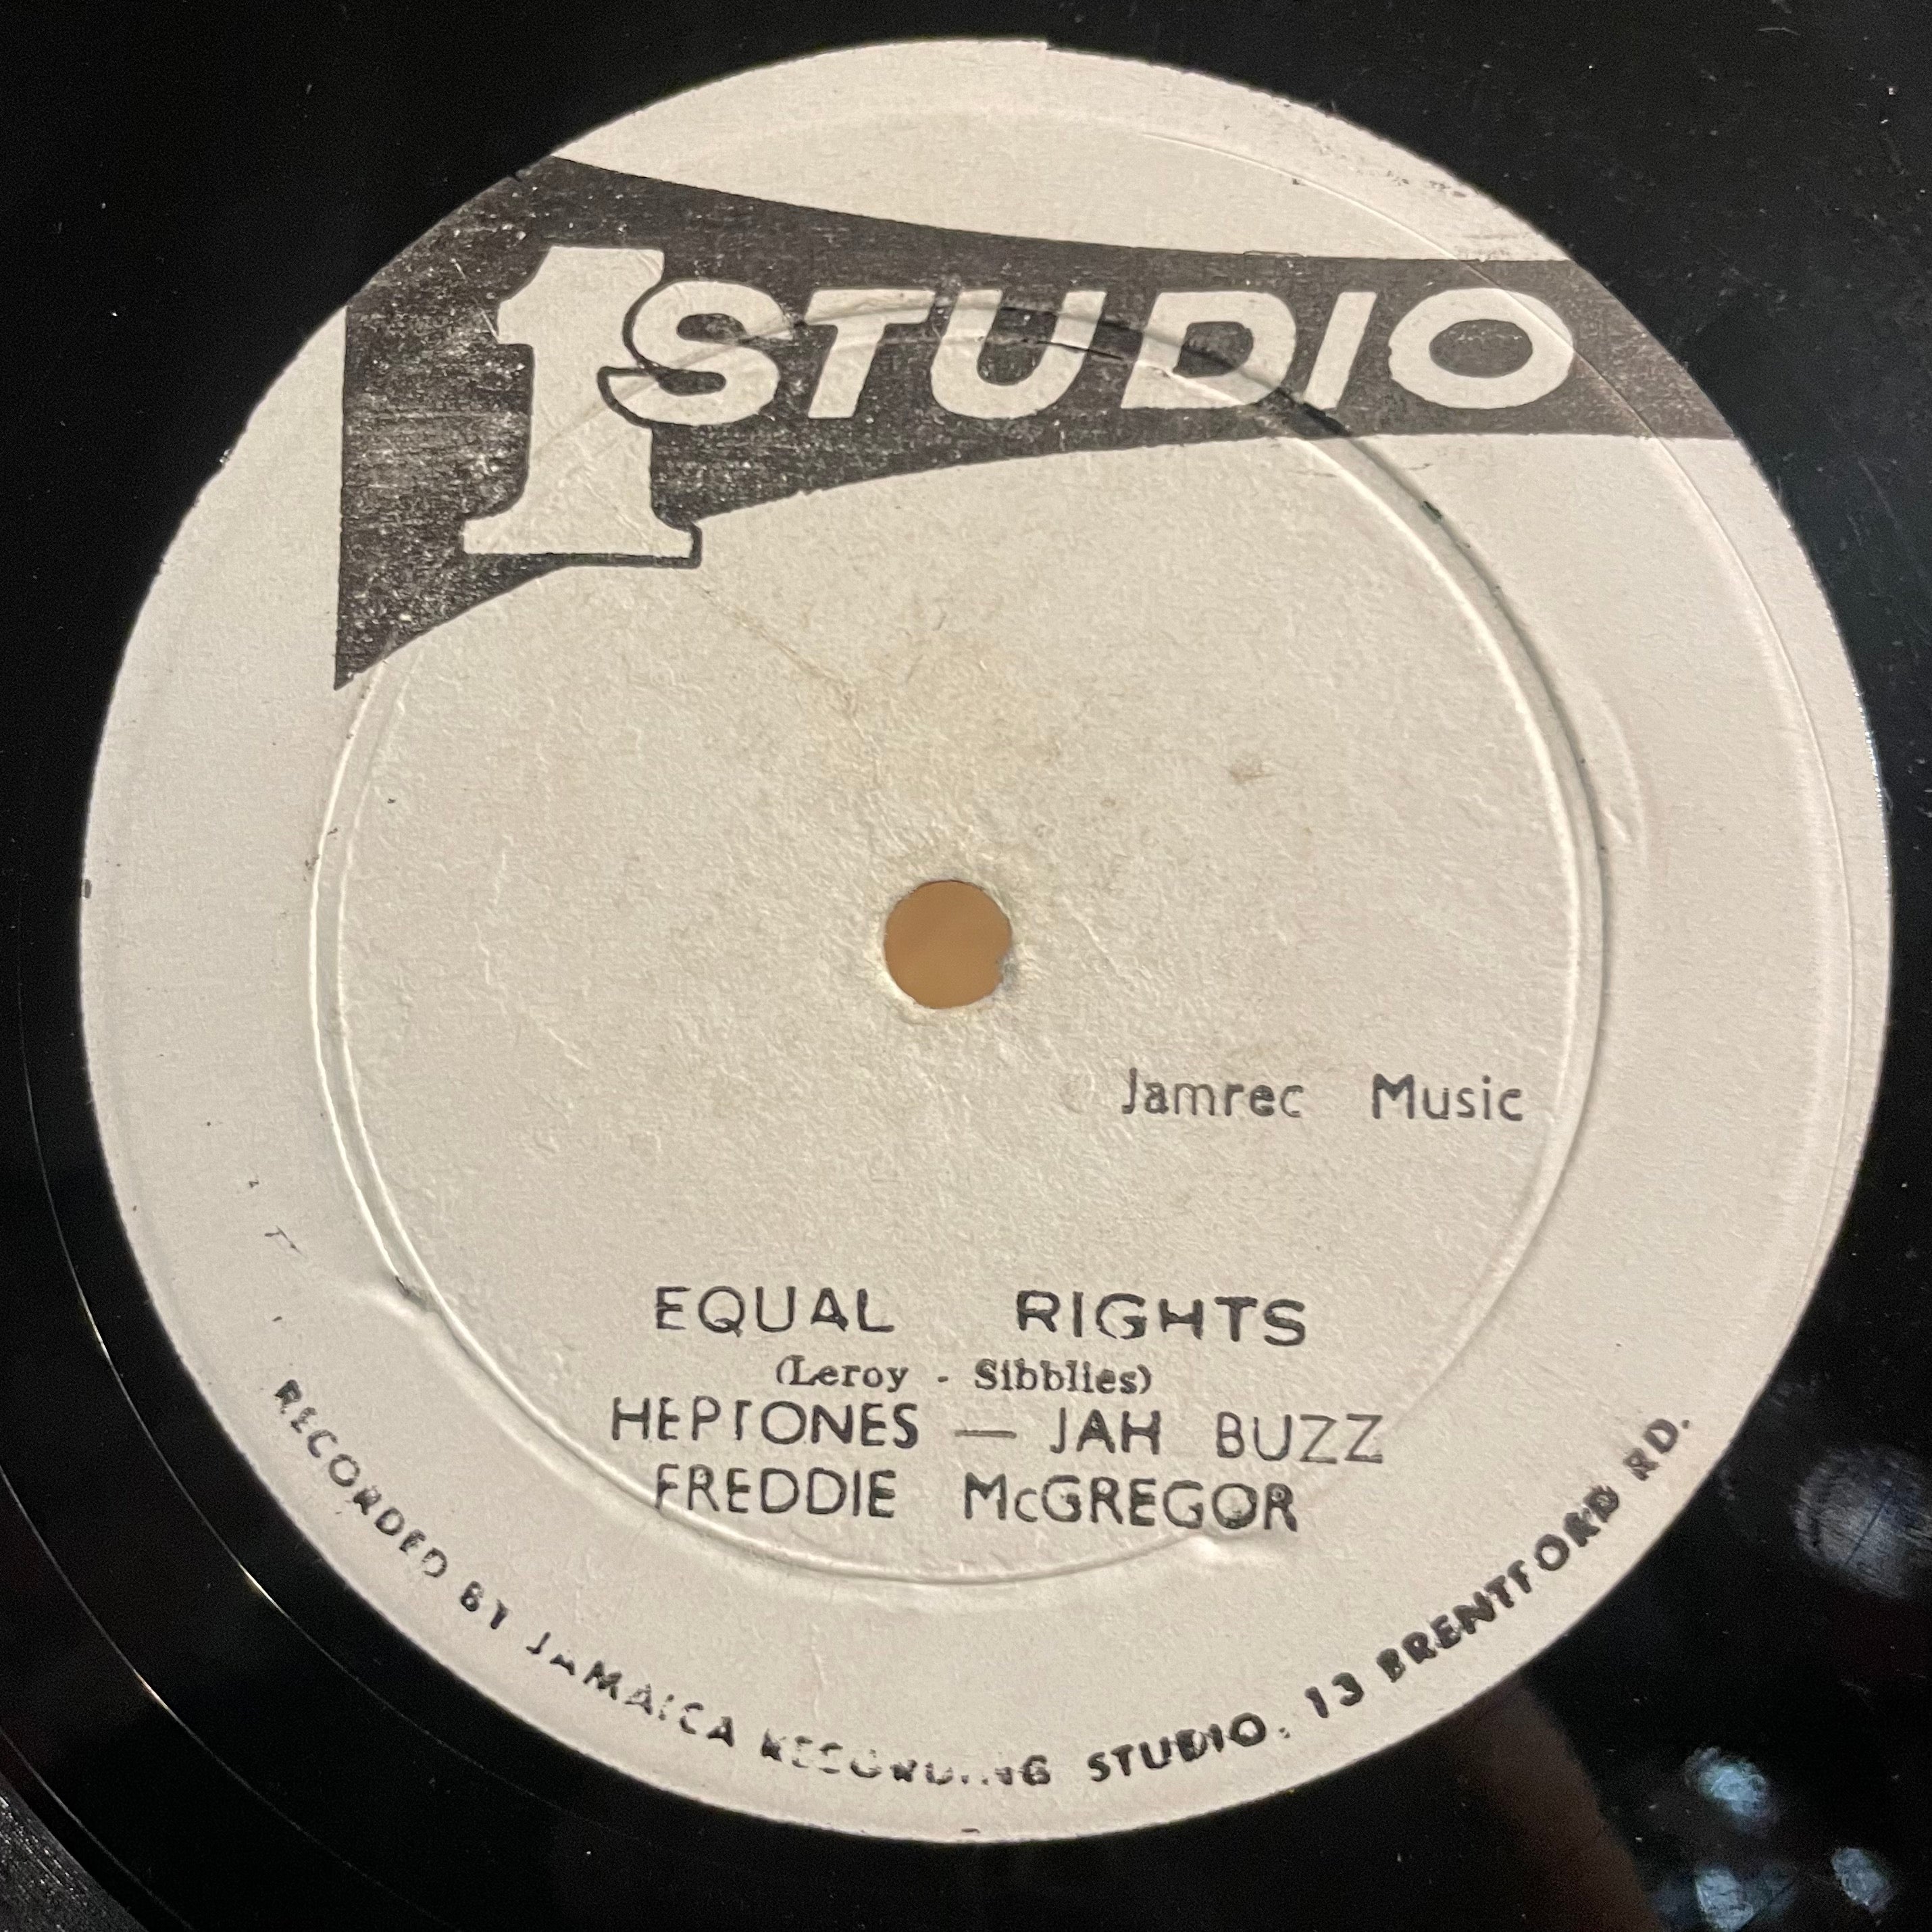 1 STUDIO
Jamrec Music
EQUAL RIGHTS
(Leroy - Sibblies)
HEPTONES — JAH BUZZ
FREDDIE McGREGOR
RECORDED BY JAMAICA RECORDING STUDIO. 13 BRENTFORD RD.